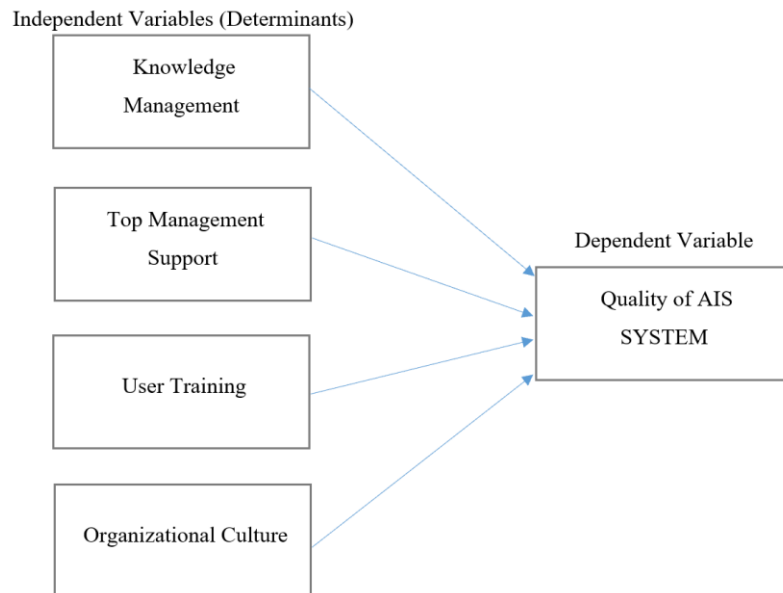 Independent Variables (Determinants)
Knowledge
Management
Top Management
Support
User Training
Organizational Culture
Dependent Variable
Quality of AIS
SYSTEM